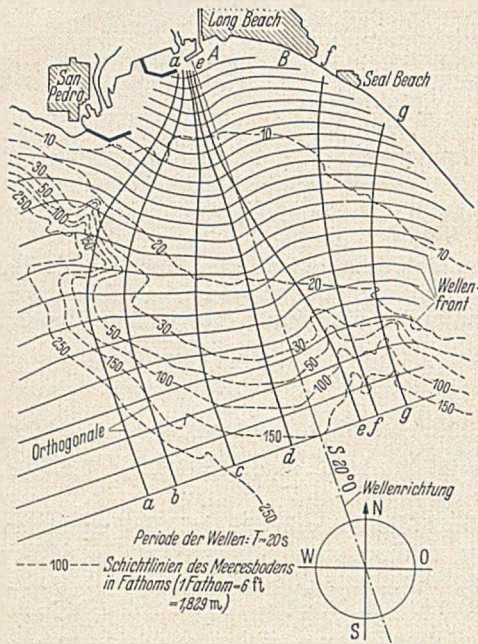 Long Beach
a
e
A
B
f
San
Pedro
Seal Beach
g
10
10
30
50
100
250
20
10
20
30
Wellen-
front
50
250
150
100
30
50
100
100
150
150
Orthogonale
a
b
c
d
e
f
g
250
S 20° O
Wellenrichtung
N
W
O
S
Periode der Wellen: T=20s
100 Schichtlinien des Meeresbodens
in Fathoms (1 Fathom=6 ft
=1,829 m)